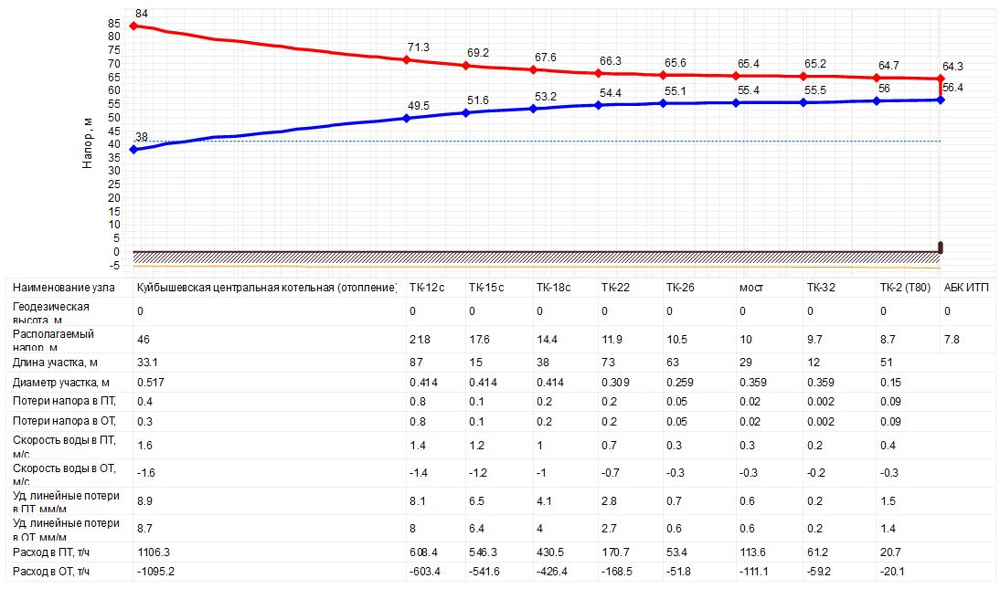 84
71.3
69.2
67.6
66.3
65.6
65.4
65.2
64.7
64.3
38
49.5
51.6
53.2
54.4
55.1
55.4
55.5
56
56.4
Напор, м
85
80
75
70
65
60
55
50
45
40
35
30
25
20
15
10
5
0
-5
Наименование узла Куйбышевская центральная котельная (отопление) ТК-12с ТК-15с ТК-18с ТК-22 ТК-26 мост ТК-32 ТК-2 (Т80) АБК ИТП
Геодезическая
высота, м 0 0 0 0 0 0 0 0 0 0
Располагаемый
напор, м 46 21.8 17.6 14.4 11.9 10.5 10 9.7 8.7 7.8
Длина участка, м 33.1 87 15 38 73 63 29 12 51
Диаметр участка, м 0.517 0.414 0.414 0.414 0.309 0.259 0.359 0.359 0.15
Потери напора в ПТ, 0.4 0.8 0.1 0.2 0.2 0.05 0.02 0.002 0.09
Потери напора в ОТ, 0.3 0.8 0.1 0.2 0.2 0.05 0.02 0.002 0.09
Скорость воды в ПТ,
м/с 1.6 1.4 1.2 1 0.7 0.3 0.3 0.2 0.4
Скорость воды в ОТ,
м/с -1.6 -1.4 -1.2 -1 -0.7 -0.3 -0.3 -0.2 -0.3
Уд. линейные потери
в ПТ, мм/м 8.9 8.1 6.5 4.1 2.8 0.7 0.6 0.2 1.5
Уд. линейные потери
в ОТ, мм/м 8.7 8 6.4 4 2.7 0.6 0.6 0.2 1.4
Расход в ПТ, т/ч 1106.3 608.4 546.3 430.5 170.7 53.4 113.6 61.2 20.7
Расход в ОТ, т/ч -1095.2 -603.4 -541.6 -426.4 -168.5 -51.8 -111.1 -59.2 -20.1